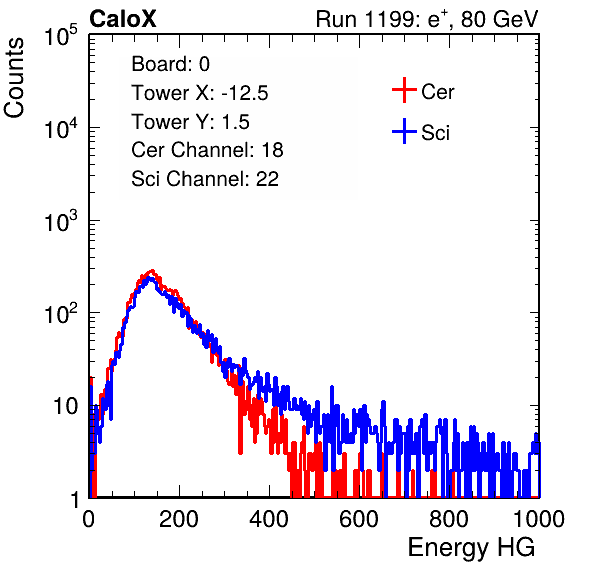 CaloX Run 1199: e⁺, 80 GeV
Counts
10⁵
10⁴
10³
10²
10
1
Board: 0
Tower X: -12.5
Tower Y: 1.5
Cer Channel: 18
Sci Channel: 22
Cer
Sci
0 200 400 600 800 1000
Energy HG